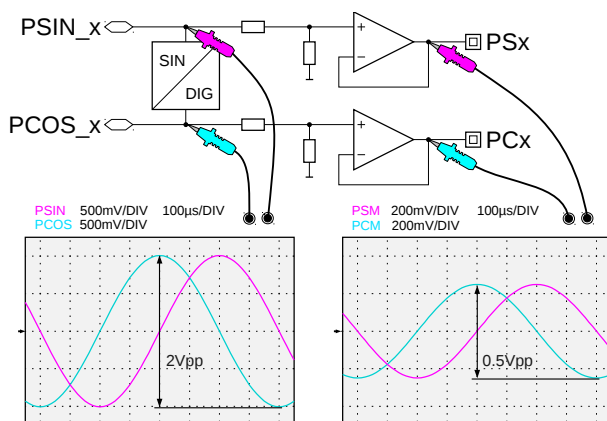 PSIN_x
SIN
DIG
+
−
PSx
PCOS_x
+
−
PCx
PSIN 500mV/DIV 100µs/DIV
PCOS 500mV/DIV
PSM 200mV/DIV 100µs/DIV
PCM 200mV/DIV
2Vpp
0.5Vpp